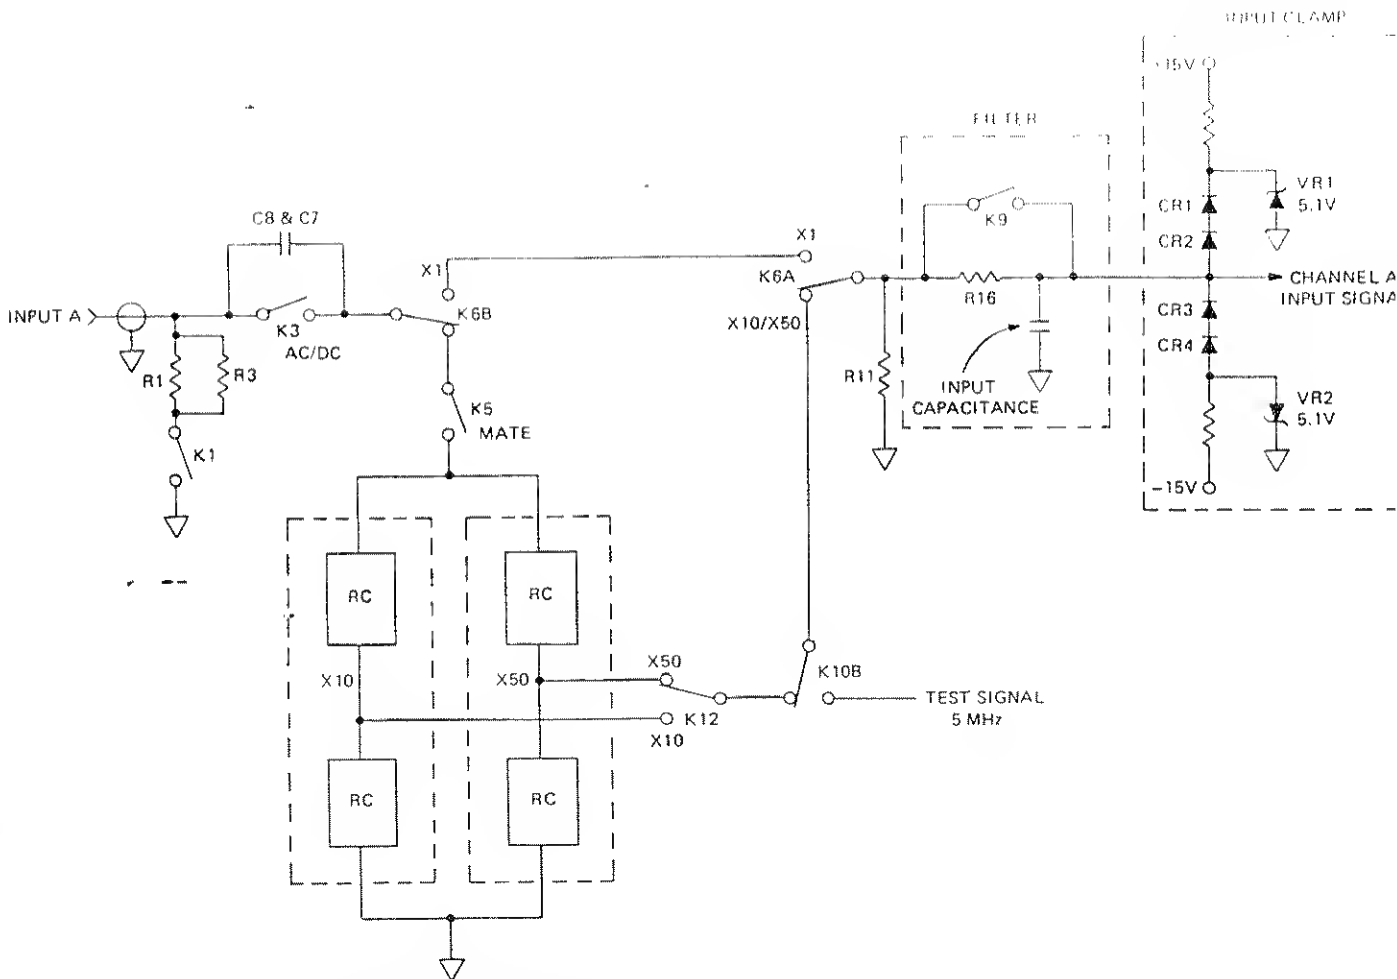 INPUT CLAMP
-15V
FILTER
VR1
5.1V
C8 & C7
CR1
K9
X1
CR2
X1
K6A
CHANNEL A
INPUT SIGNA
R16
INPUT A
K6B
K3
AC/DC
X10/X50
CR3
CR4
R1
R3
R11
INPUT
CAPACITANCE
VR2
5.1V
K5
MATE
K1
-15V
RC
RC
X50
X10
X50
K10B
TEST SIGNAL
5 MHz
K12
X10
RC
RC